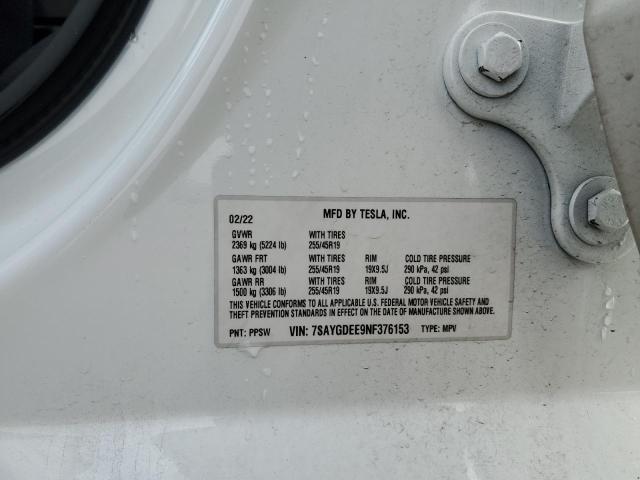 02/22 MFD BY TESLA, INC.
GVWR WITH TIRES
2369 kg (5224 lb) 255/45R19
GAWR FRT WITH TIRES RIM COLD TIRE PRESSURE
1363 kg (3004 lb) 255/45R19 19X9.5J 290 kPa, 42 psi
GAWR RR WITH TIRES RIM COLD TIRE PRESSURE
1500 kg (3306 lb) 255/45R19 19X9.5J 290 kPa, 42 psi
THIS VEHICLE CONFORMS TO ALL APPLICABLE U.S. FEDERAL MOTOR VEHICLE SAFETY AND
THEFT PREVENTION STANDARDS IN EFFECT ON THE DATE OF MANUFACTURE SHOWN ABOVE.
PNT: PPSW VIN: 7SAYGDEE9NF376153 TYPE: MPV